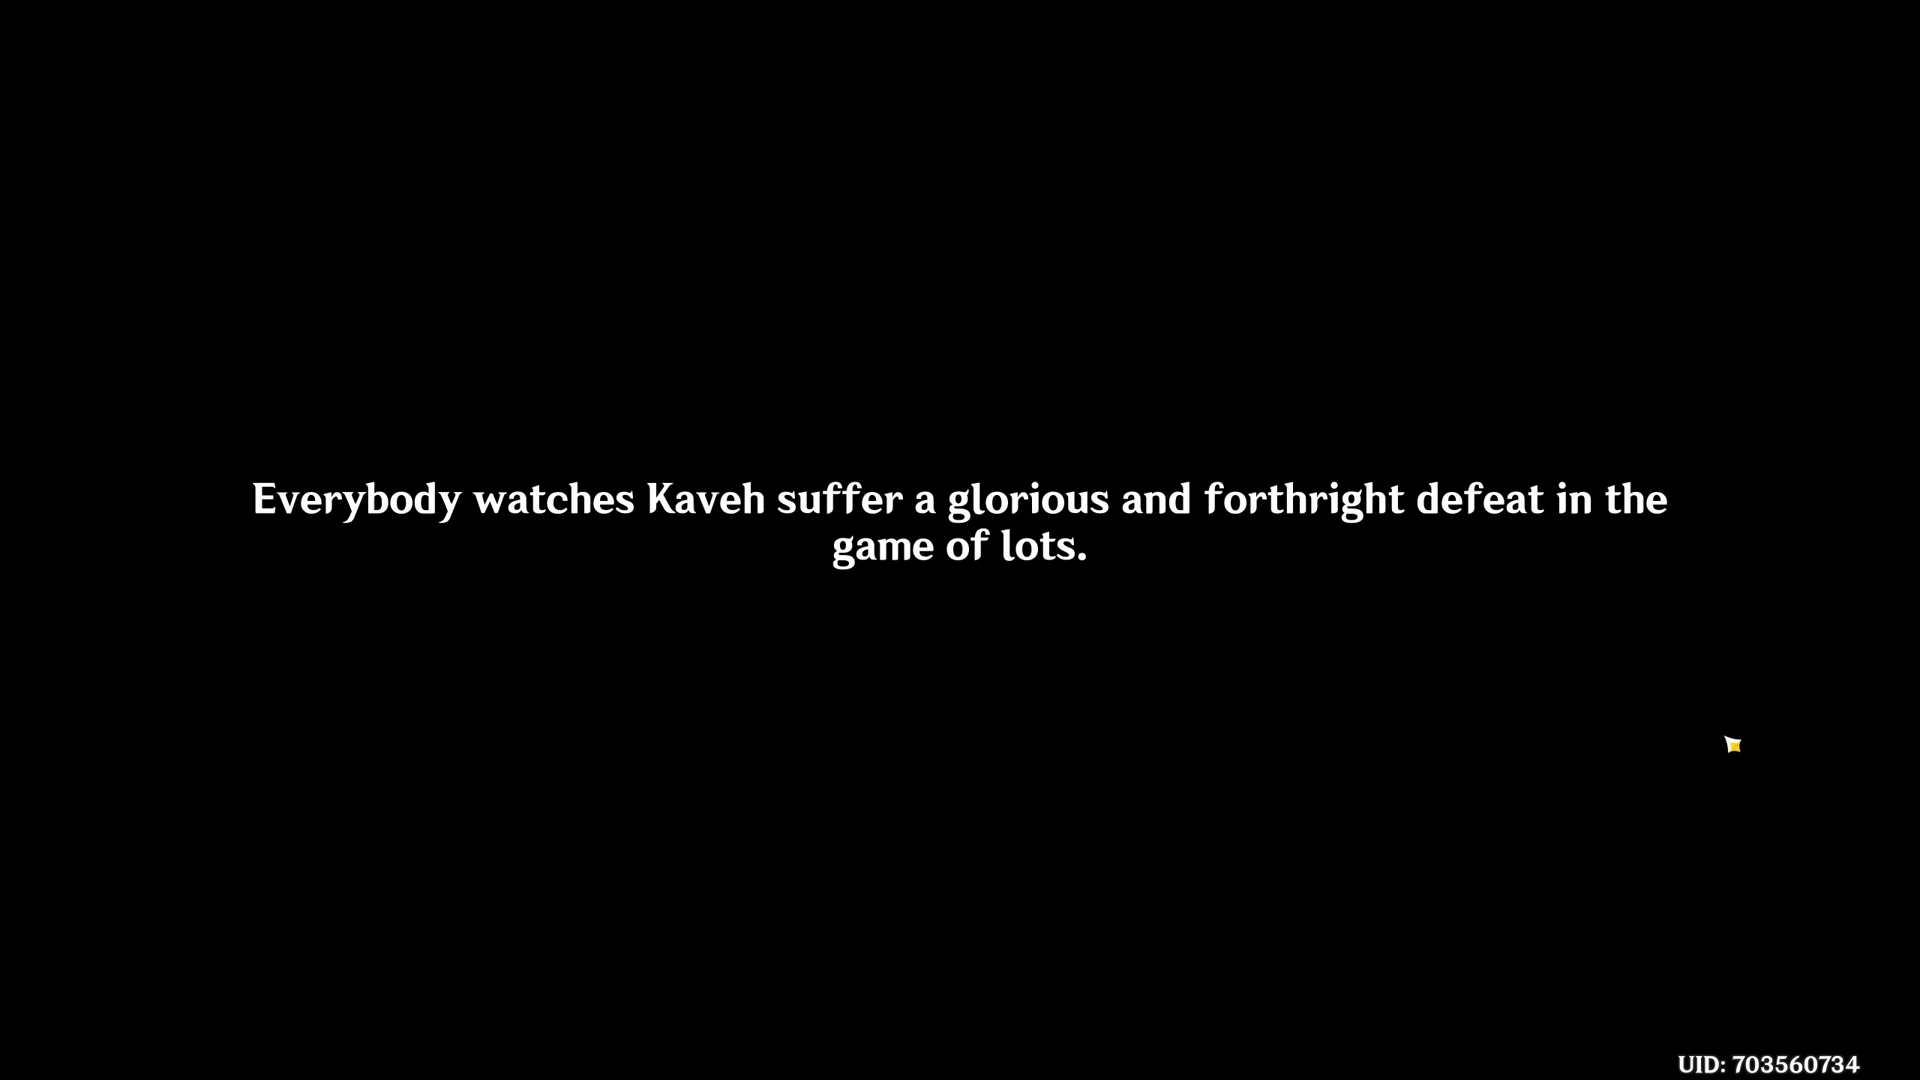 Everybody watches Kaveh suffer a glorious and forthright defeat in the
game of lots.
UID: 703560734